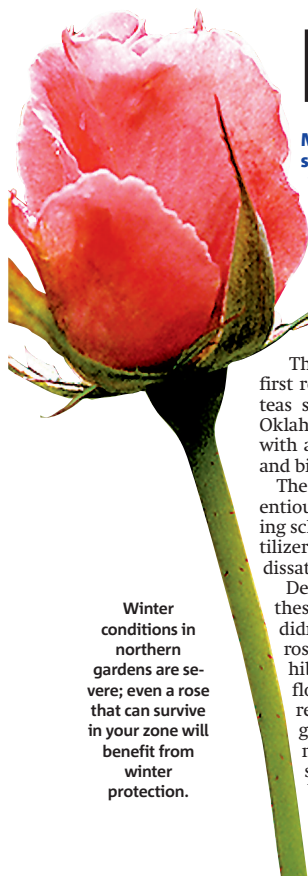 M
s
Th
first r
teas s
Oklah
with a
and bi
The
entiou
ing sch
tilizer
dissat
De
thes
didn
ros
hib
flo
re
g
Winter
conditions in
northern
gardens are se-
vere; even a rose
that can survive
in your zone will
benefit from
winter
protection.